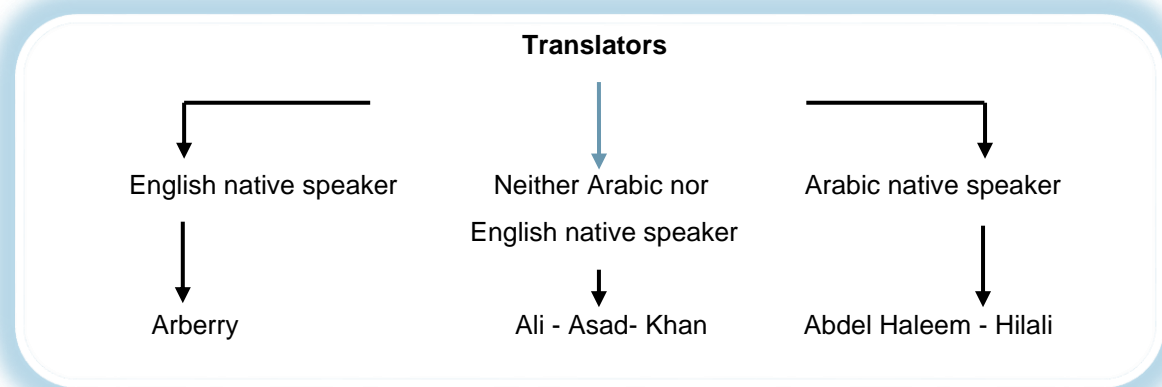 Translators
English native speaker
Neither Arabic nor
English native speaker
Arabic native speaker
Arberry
Ali - Asad- Khan
Abdel Haleem - Hilali